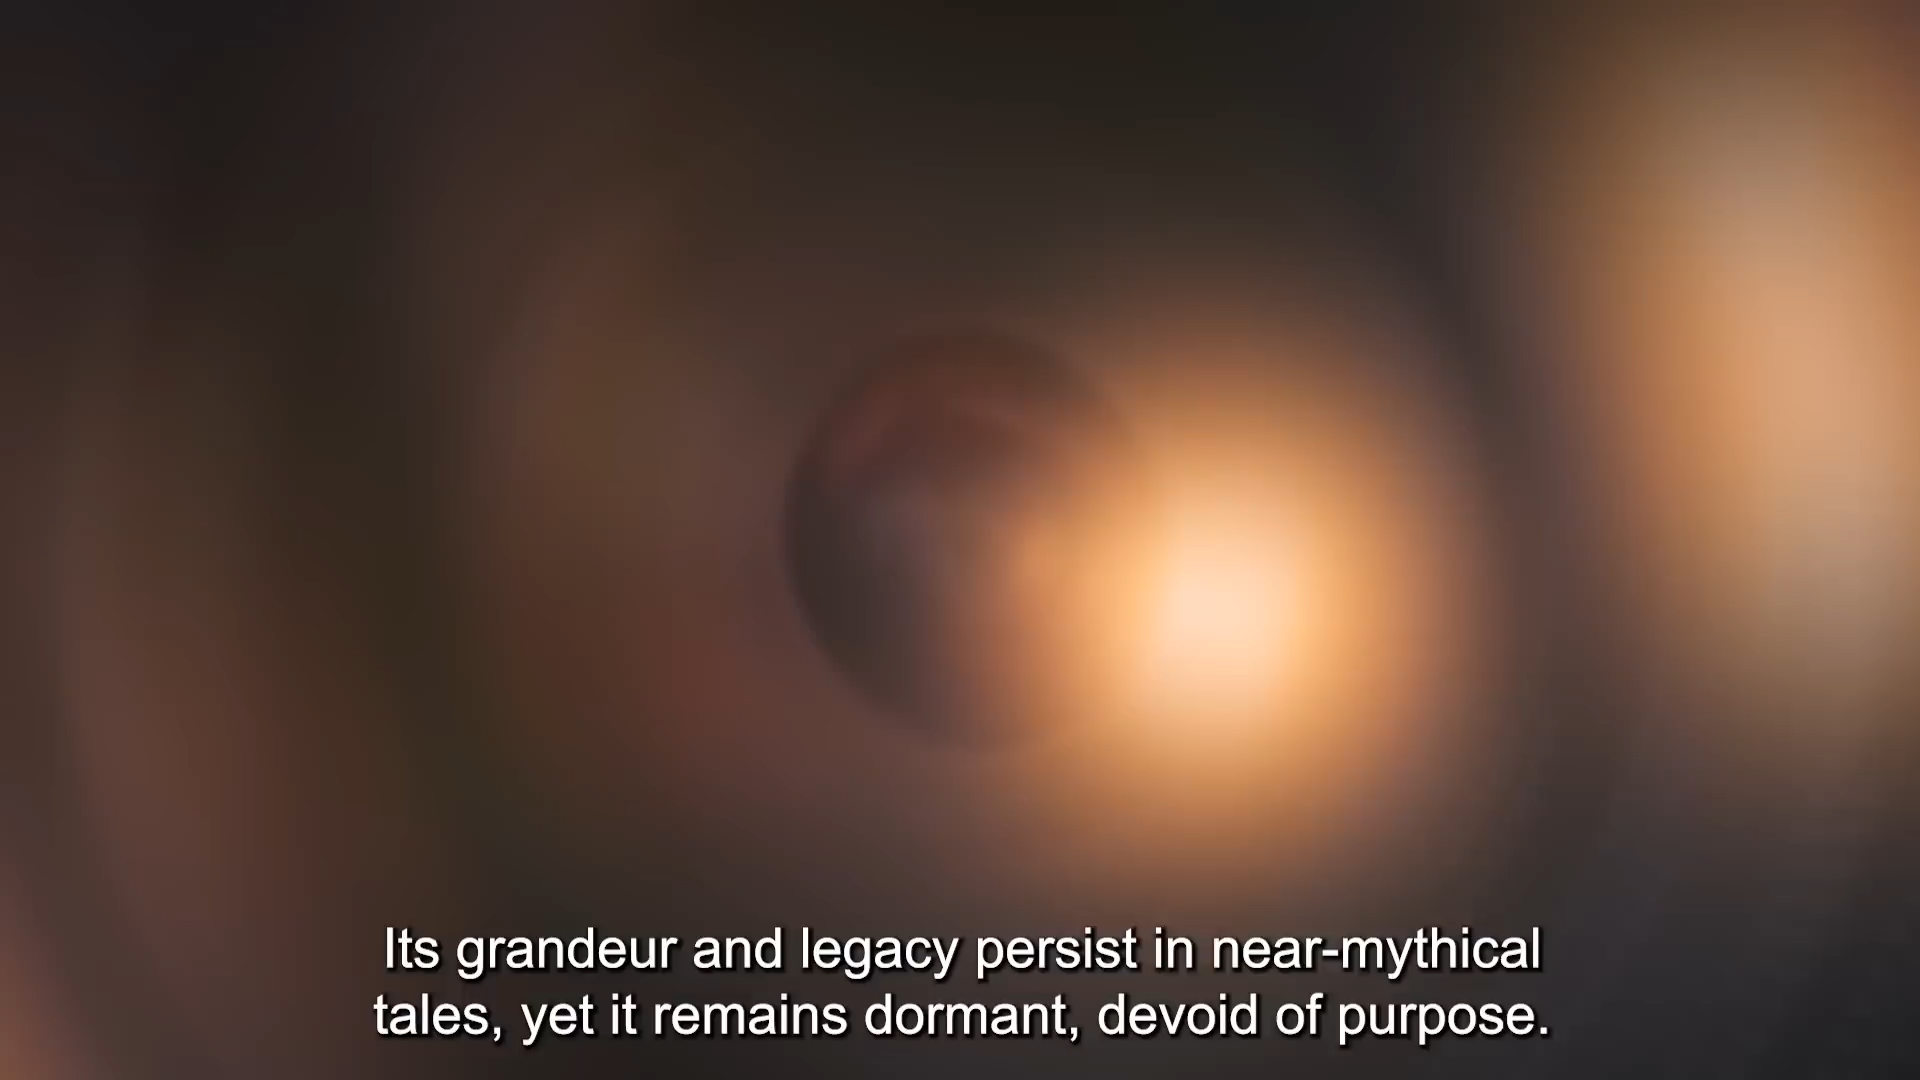 Its grandeur and legacy persist in near-mythical
tales, yet it remains dormant, devoid of purpose.